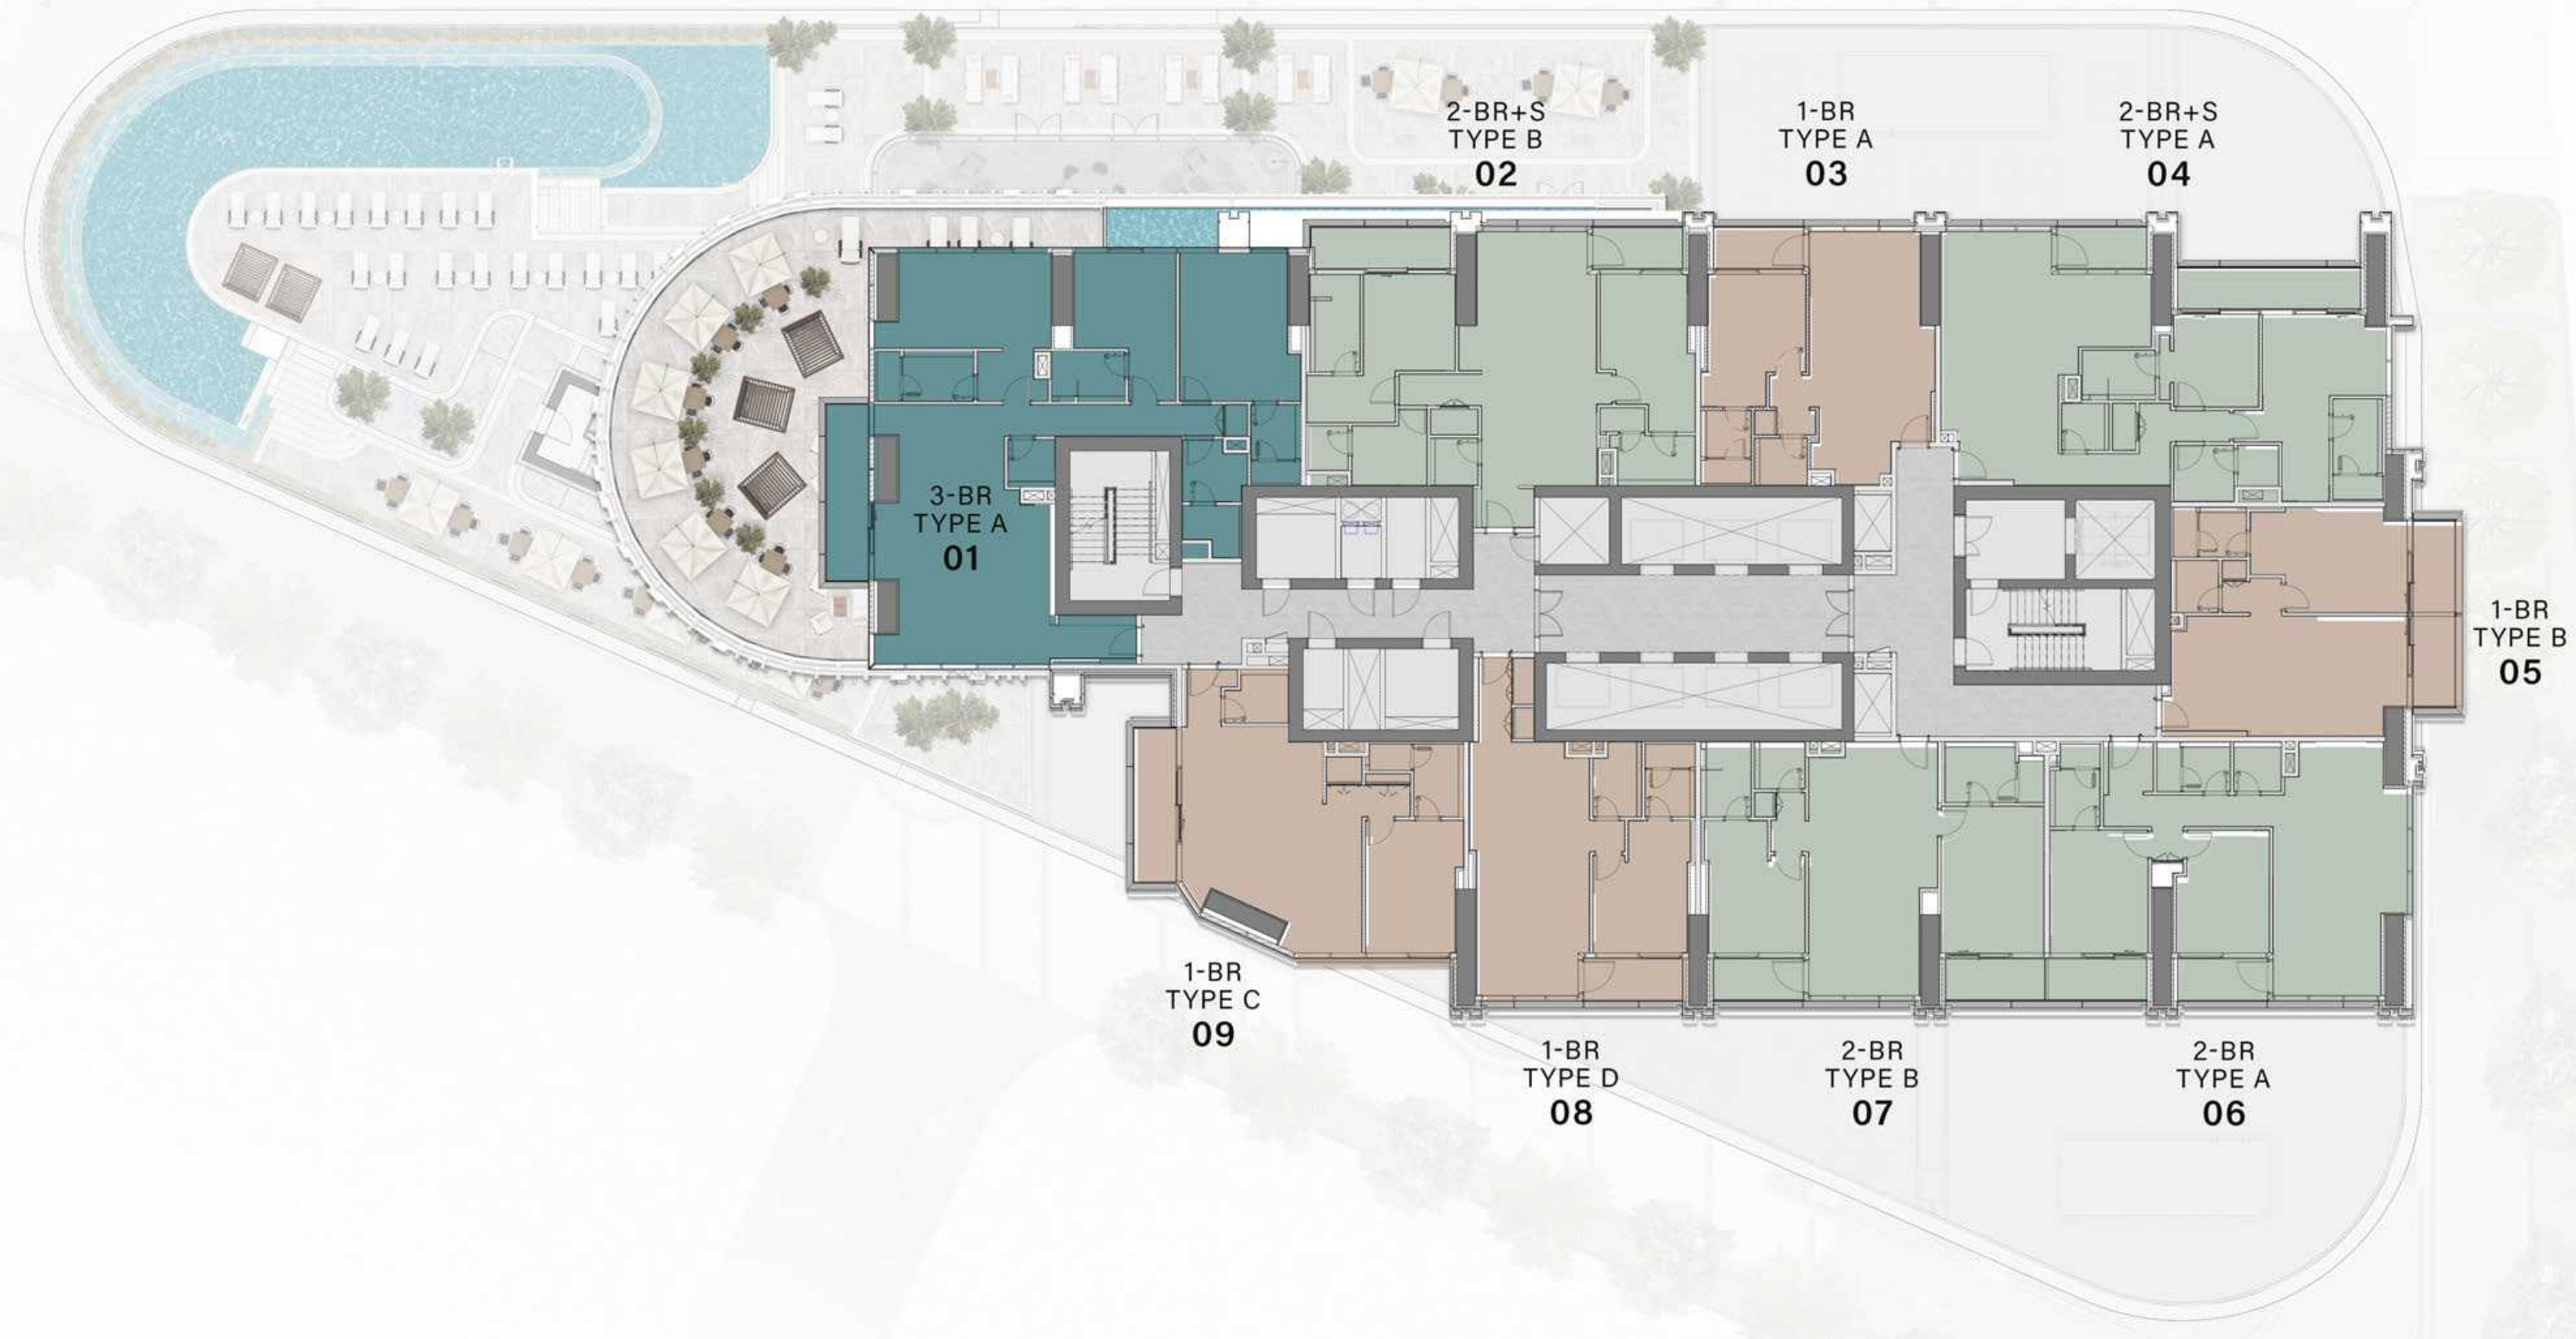 2-BR+S
TYPE B
02
1-BR
TYPE A
03
2-BR+S
TYPE A
04
3-BR
TYPE A
01
1-BR
TYPE B
05
1-BR
TYPE C
09
1-BR
TYPE D
08
2-BR
TYPE B
07
2-BR
TYPE A
06